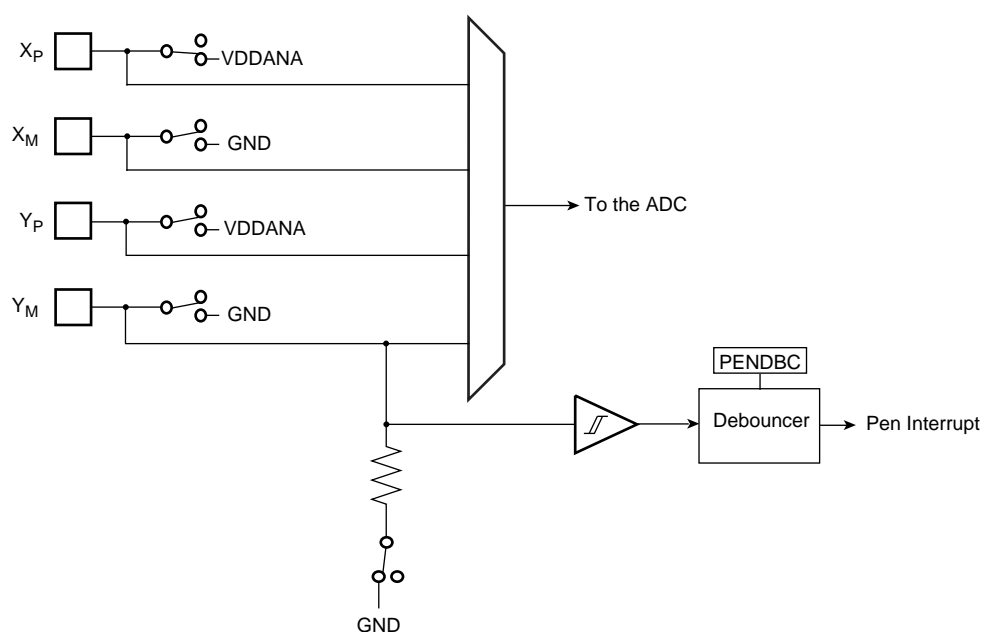 XP
VDDANA
XM
GND
YP
VDDANA
To the ADC
YM
GND
PENDBC
Debouncer
Pen Interrupt
GND